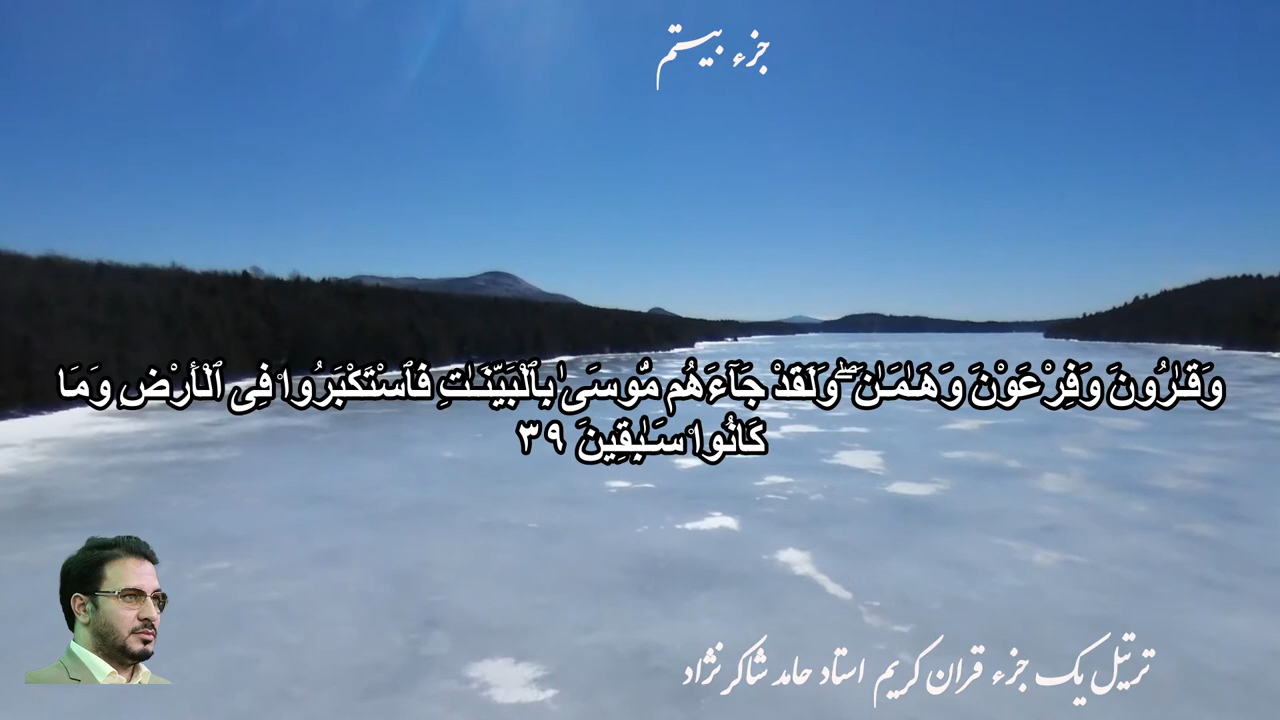 جزء بیستم
وَقَـٰرُونَ وَفِرْعَوْنَ وَهَـٰمَـٰنَ ۖ وَلَقَدْ جَآءَهُم مُّوسَىٰ بِٱلْبَيِّنَـٰتِ فَٱسْتَكْبَرُوا۟ فِى ٱلْأَرْضِ وَمَا
كَانُوا۟ سَـٰبِقِينَ ٣٩
ترتیل یک جزء قران کریم استاد حامد شاکرنژاد